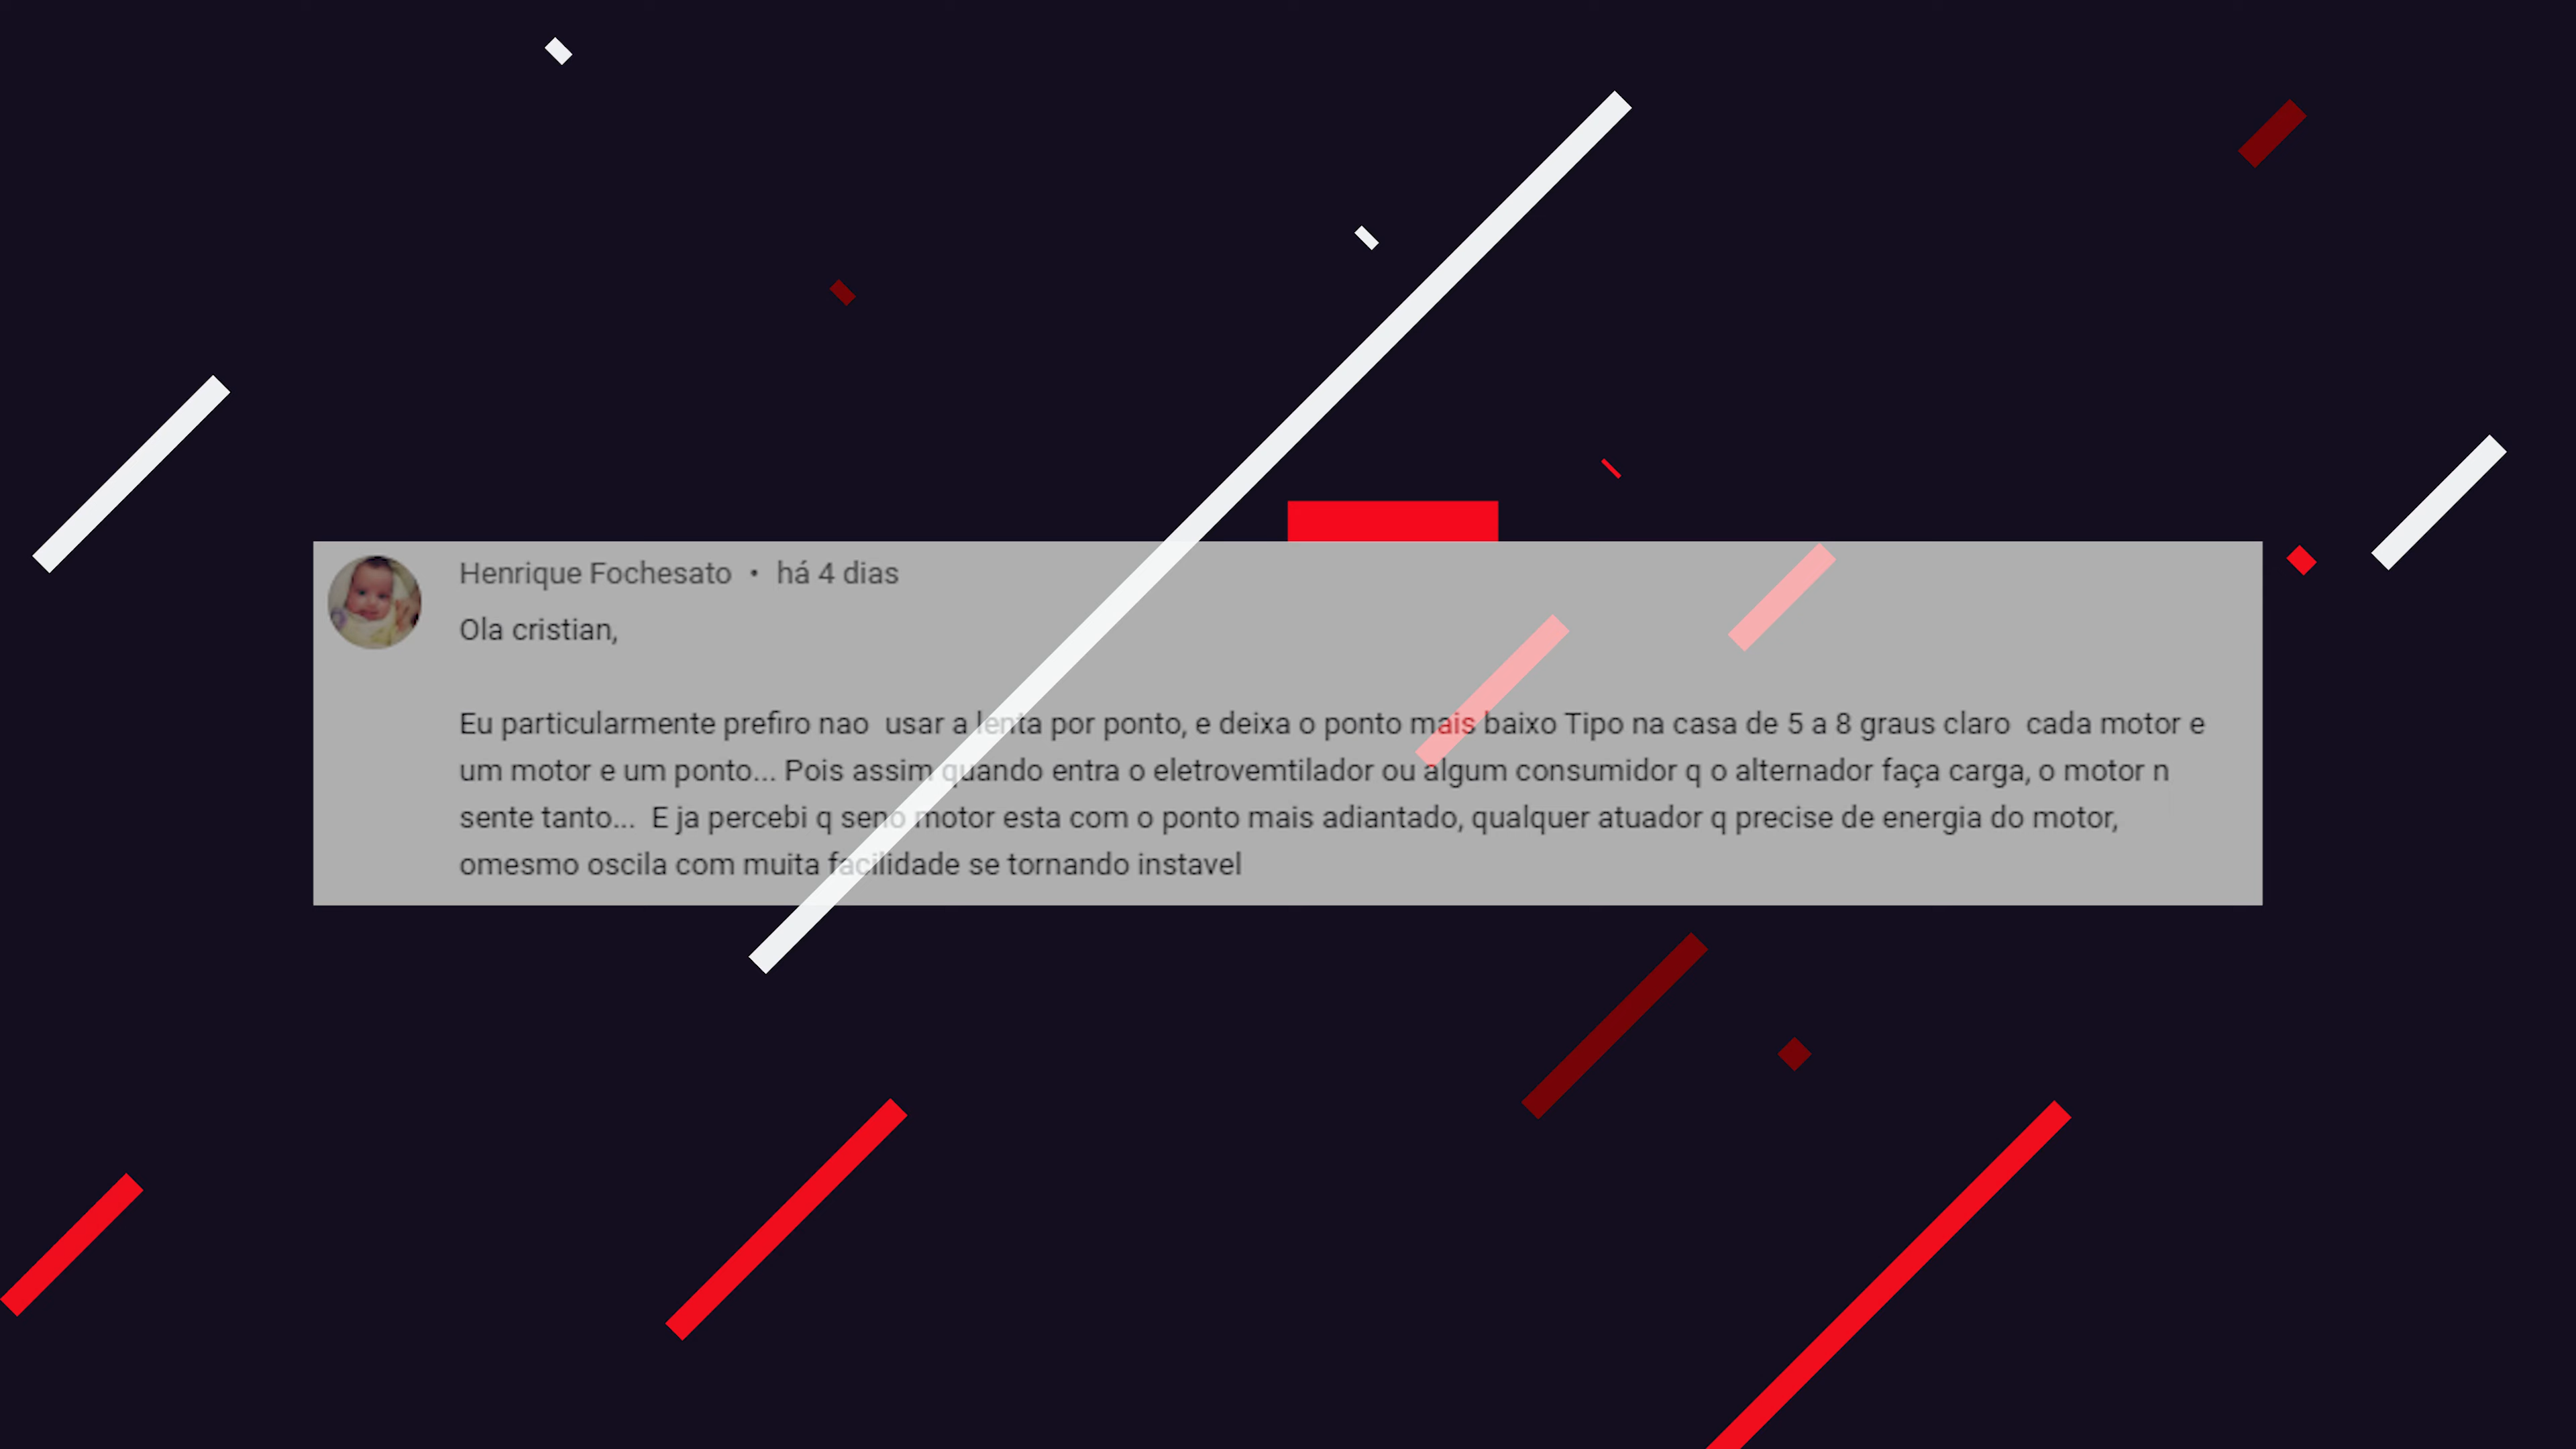 Henrique Fochesato • há 4 dias
Ola cristian,
Eu particularmente prefiro nao usar a lenta por ponto, e deixa o ponto mais baixo Tipo na casa de 5 a 8 graus claro cada motor e
um motor e um ponto... Pois assim quando entra o eletrovemtilador ou algum consumidor q o alternador faça carga, o motor n
sente tanto... E ja percebi q seno motor esta com o ponto mais adiantado, qualquer atuador q precise de energia do motor,
omesmo oscila com muita facilidade se tornando instavel